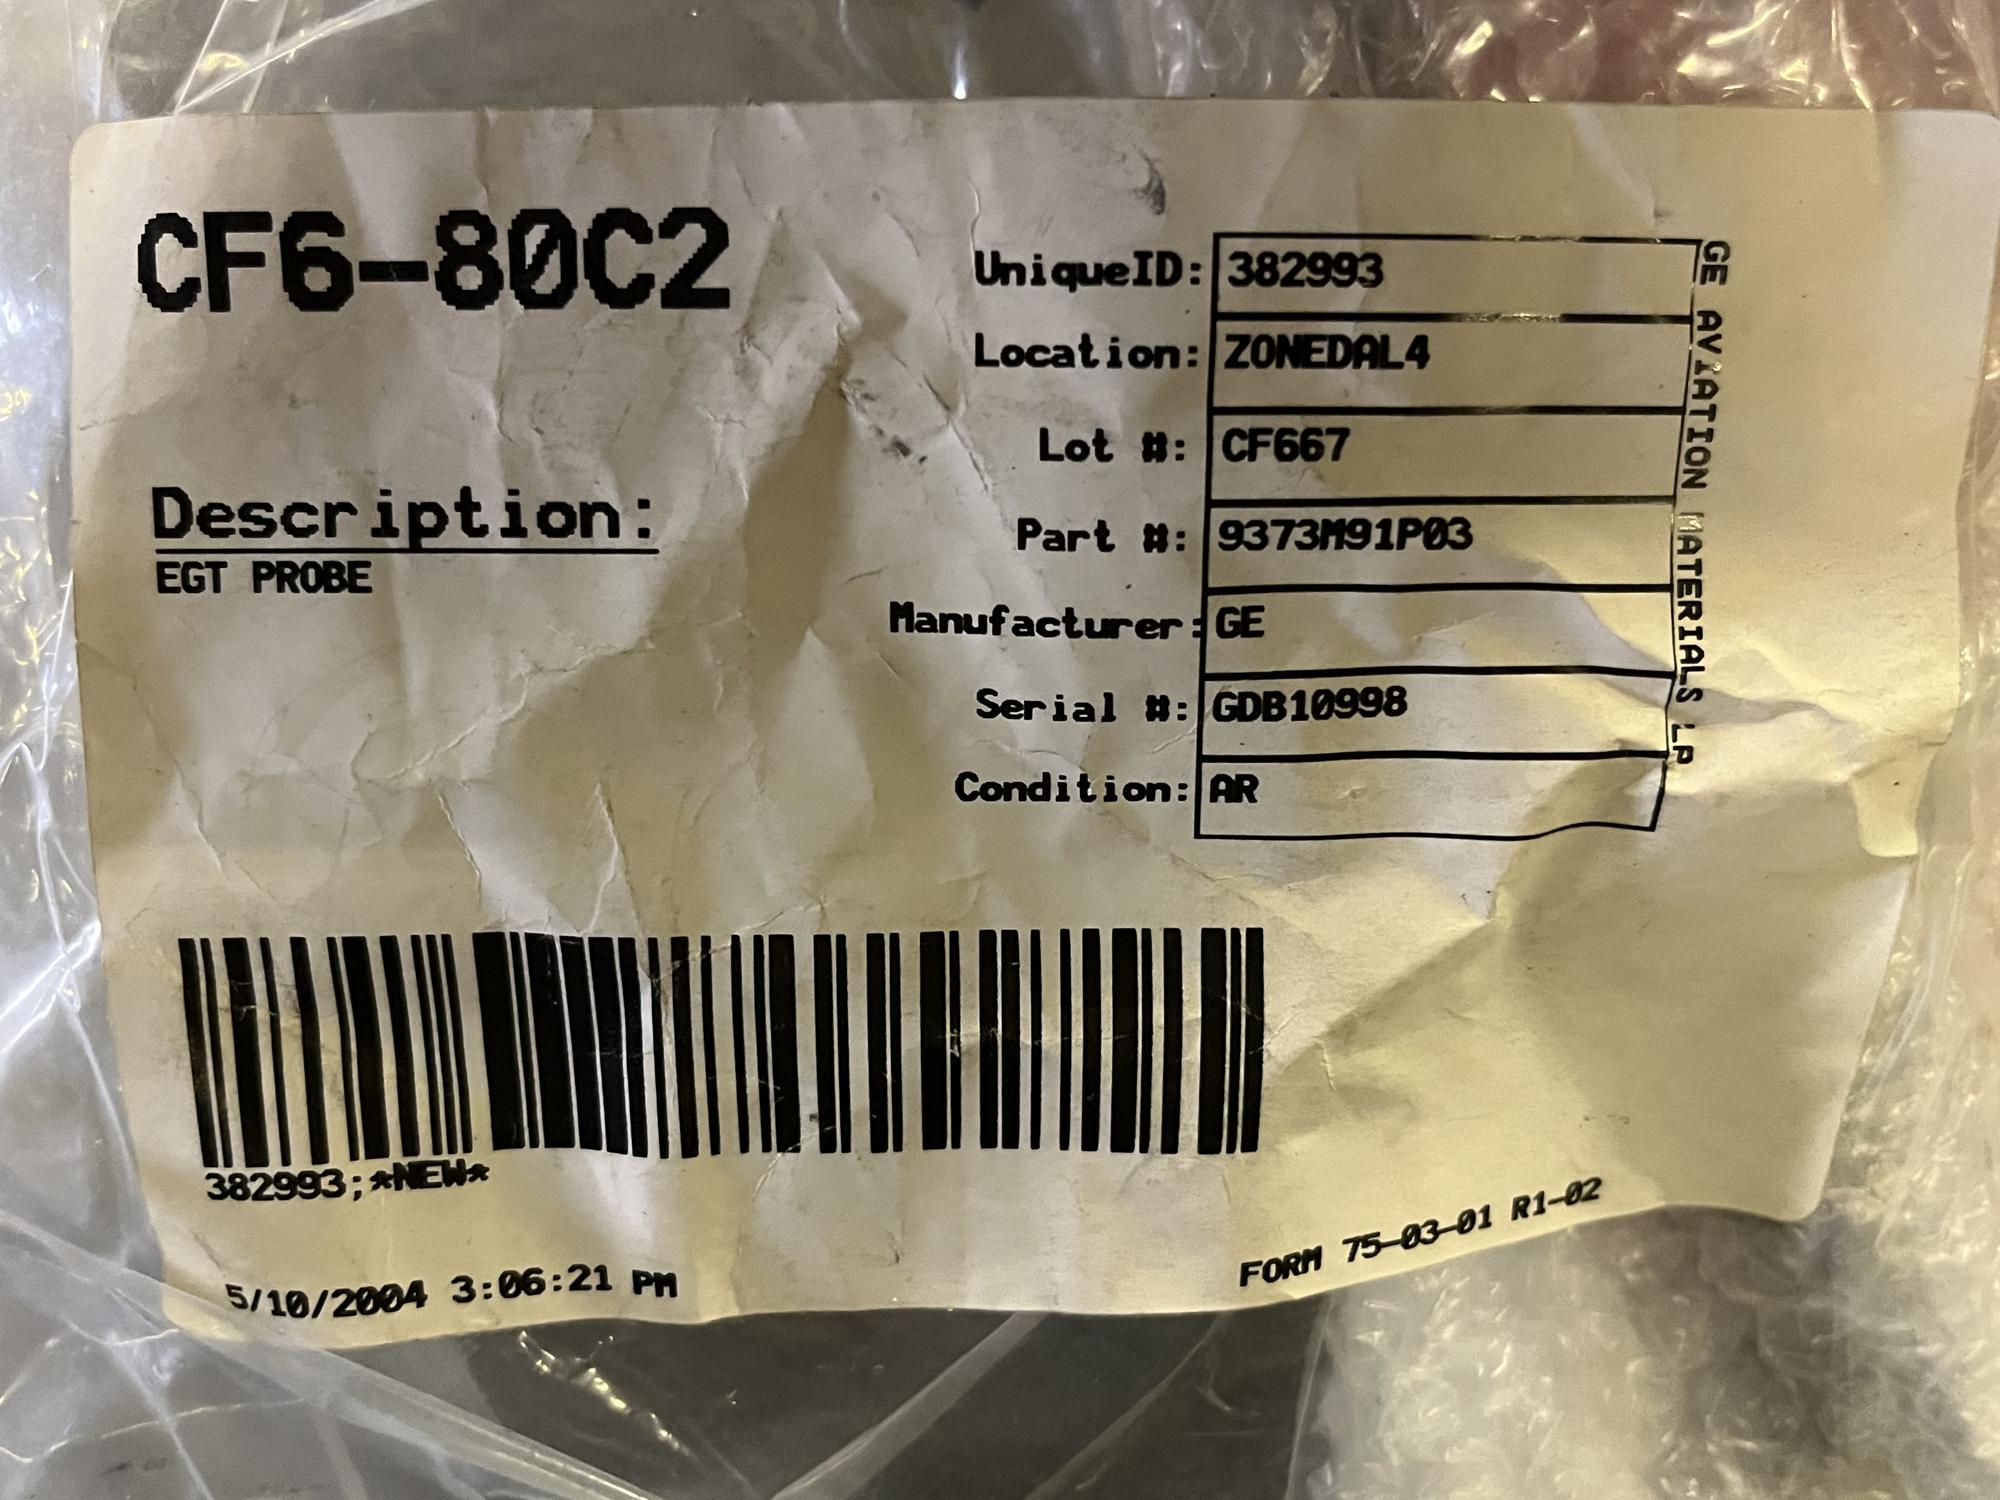 CF6-80C2
Description:
EGT PROBE
UniqueID: 382993
Location: ZONEDAL4
Lot #: CF667
Part #: 9373M91P03
Manufacturer: GE
Serial #: GDB10998
Condition: AR
GE AVIATION MATERIALS LP
382993;*NEW*
5/10/2004 3:06:21 PM
FORM 75-03-01 R1-02